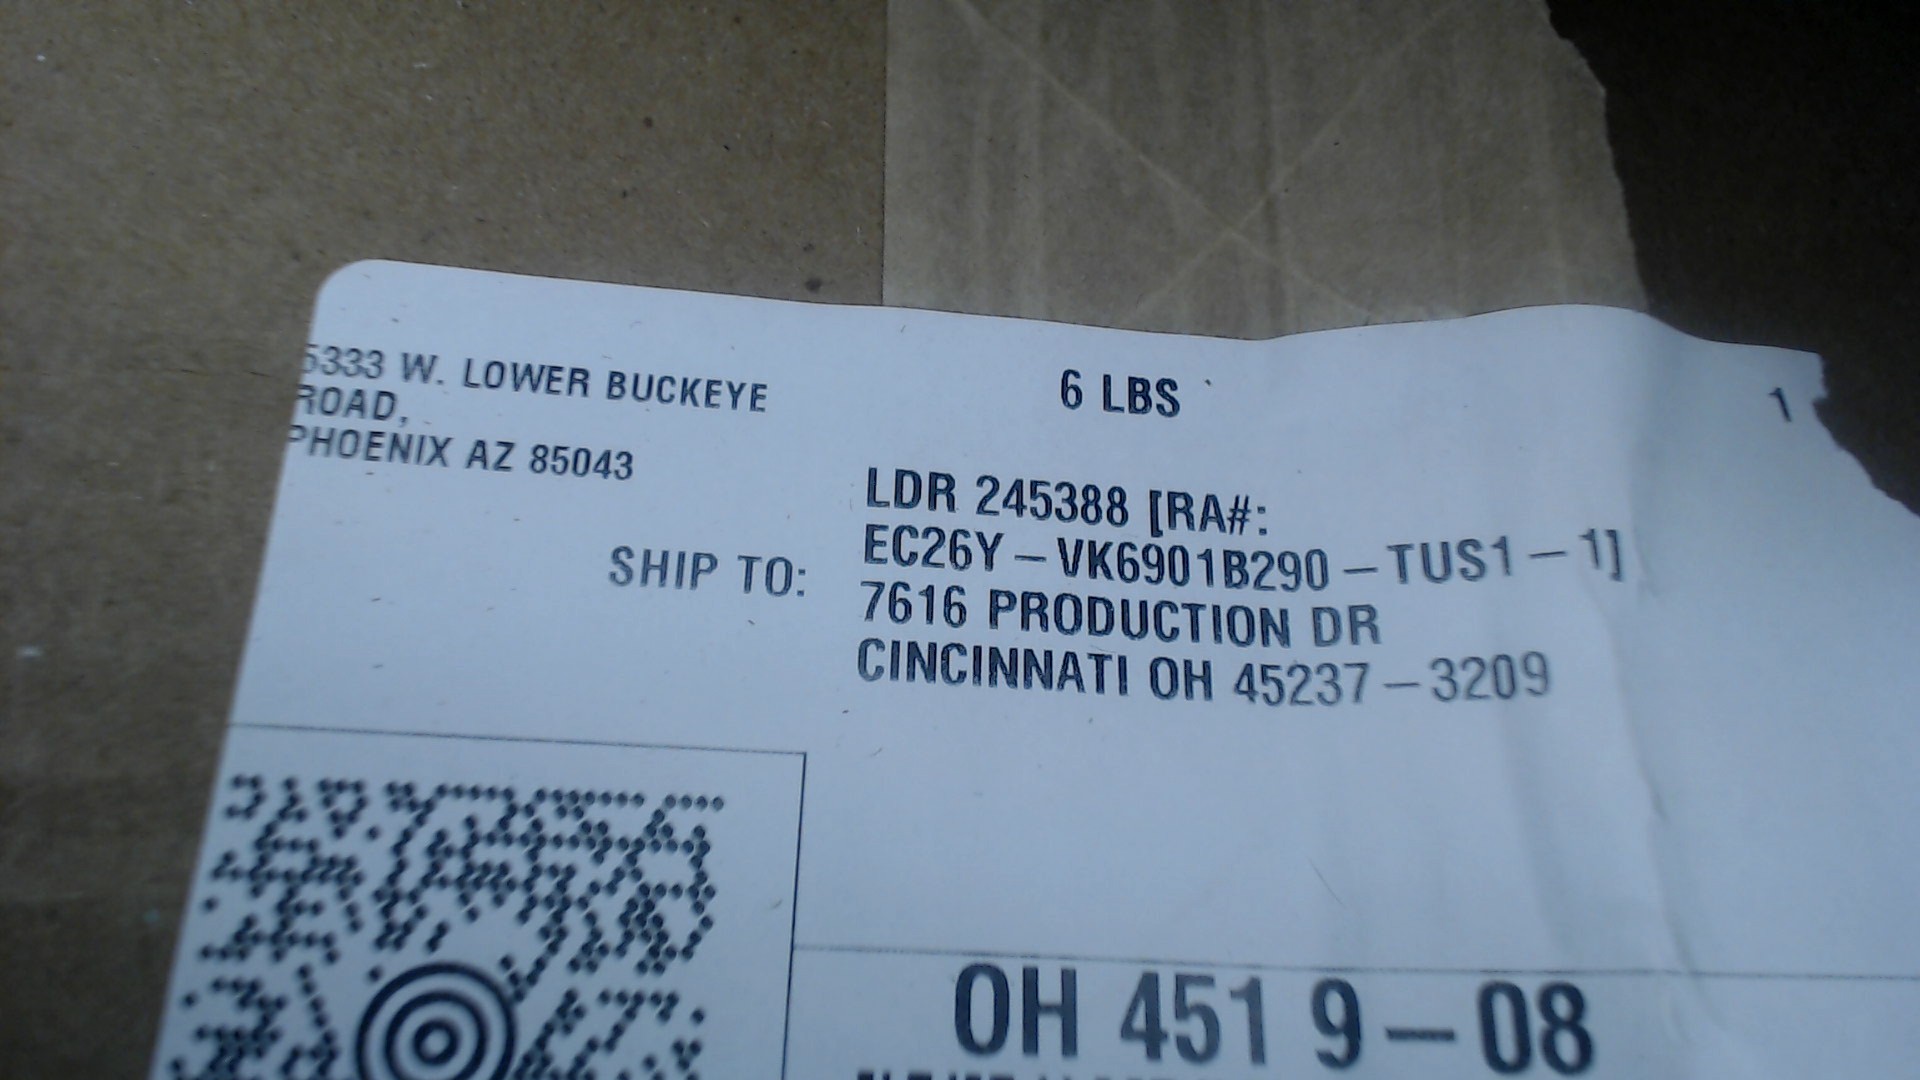 5333 W. LOWER BUCKEYE
ROAD,
PHOENIX AZ 85043
6 LBS
1
LDR 245388 [RA#:
SHIP TO:
EC26Y-VK6901B290-TUS1-1]
7616 PRODUCTION DR
CINCINNATI OH 45237-3209
OH 451 9-08